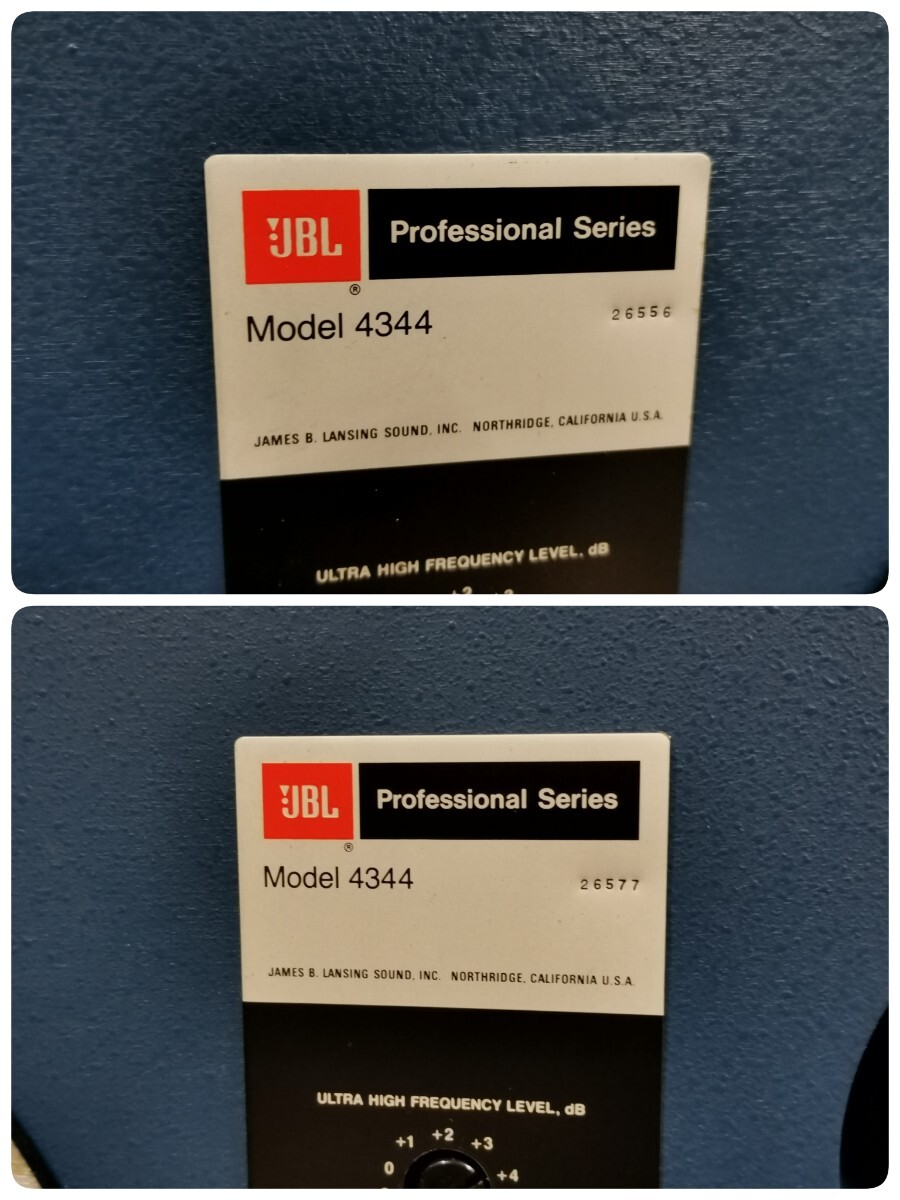 JBL Professional Series
®
Model 4344 26556
JAMES B. LANSING SOUND, INC. NORTHRIDGE, CALIFORNIA U.S.A.
ULTRA HIGH FREQUENCY LEVEL, dB
+2 +3
JBL Professional Series
®
Model 4344 26577
JAMES B. LANSING SOUND, INC. NORTHRIDGE, CALIFORNIA U.S.A.
ULTRA HIGH FREQUENCY LEVEL, dB
+1 +2 +3
0 +4